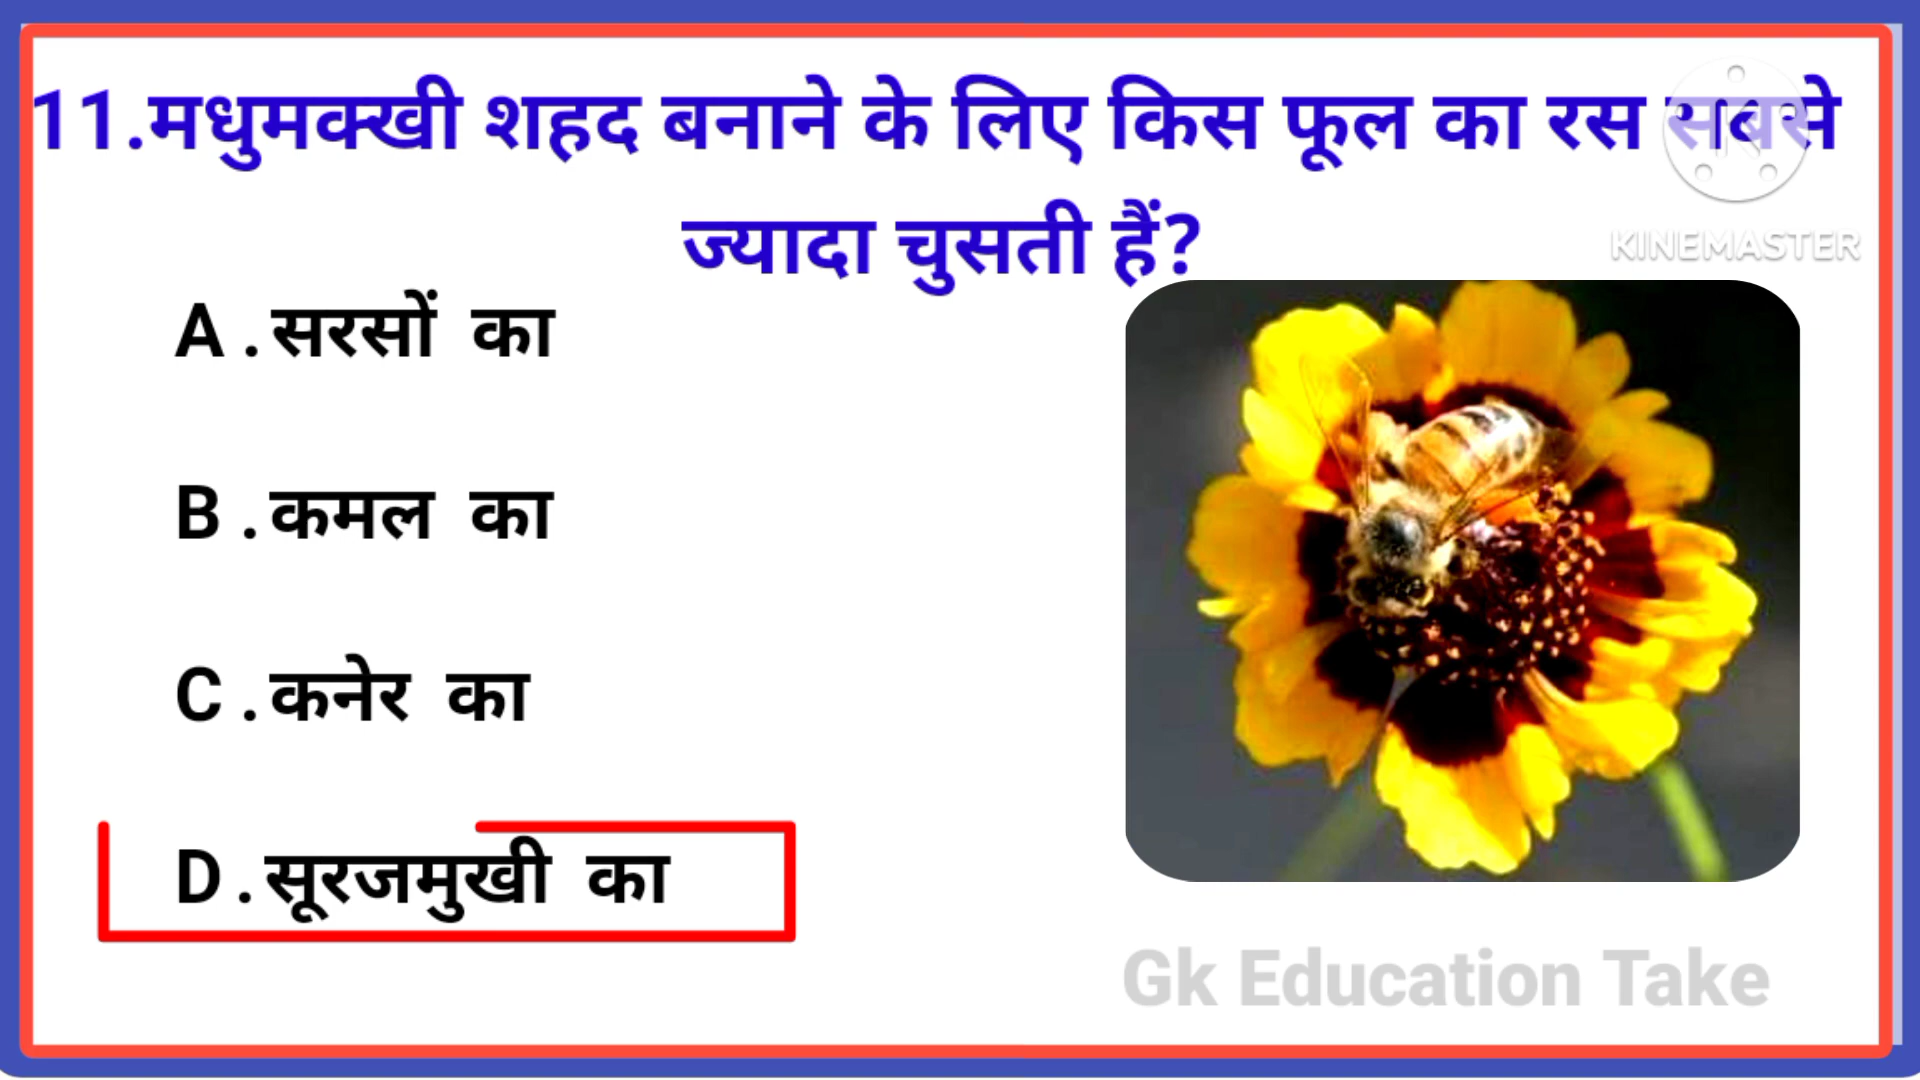 11.मधुमक्खी शहद बनाने के लिए किस फूल का रस सबसे
ज्यादा चुसती हैं?
KINEMASTER
A.सरसों का
B.कमल का
C.कनेर का
D.सूरजमुखी का
Gk Education Take